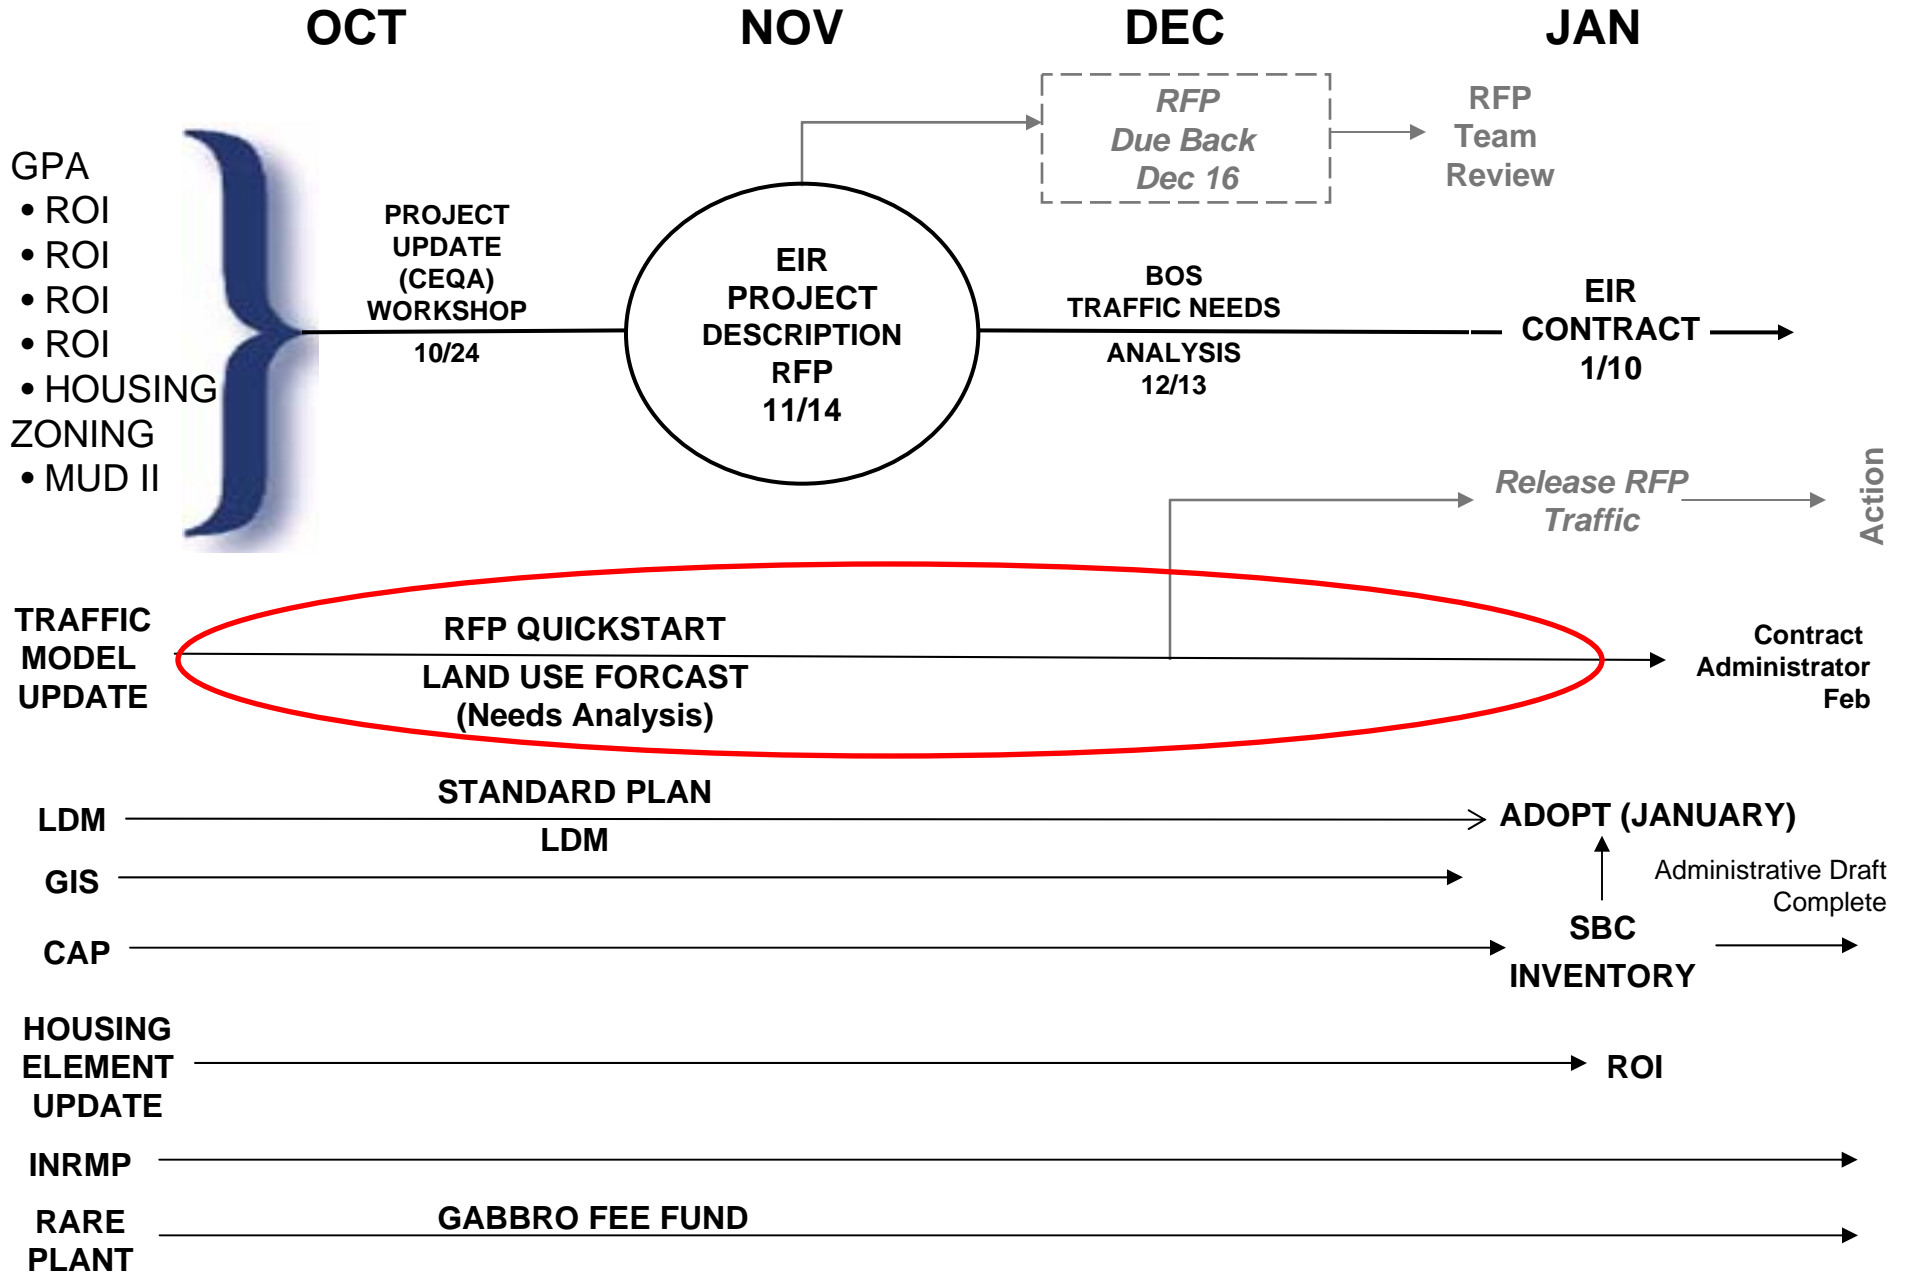 OCT NOV DEC JAN
RFP
Due Back
Dec 16
RFP
Team
Review
GPA
• ROI
• ROI
• ROI
• ROI
• HOUSING
ZONING
• MUD II
PROJECT
UPDATE
(CEQA)
WORKSHOP
10/24
EIR
PROJECT
DESCRIPTION
RFP
11/14
BOS
TRAFFIC NEEDS
ANALYSIS
12/13
EIR
CONTRACT
1/10
Release RFP
Traffic
Action
TRAFFIC
MODEL
UPDATE
RFP QUICKSTART
LAND USE FORCAST
(Needs Analysis)
Contract
Administrator
Feb
LDM
STANDARD PLAN
LDM
ADOPT (JANUARY)
GIS
Administrative Draft
Complete
CAP
SBC
INVENTORY
HOUSING
ELEMENT
UPDATE
ROI
INRMP
RARE
PLANT
GABBRO FEE FUND